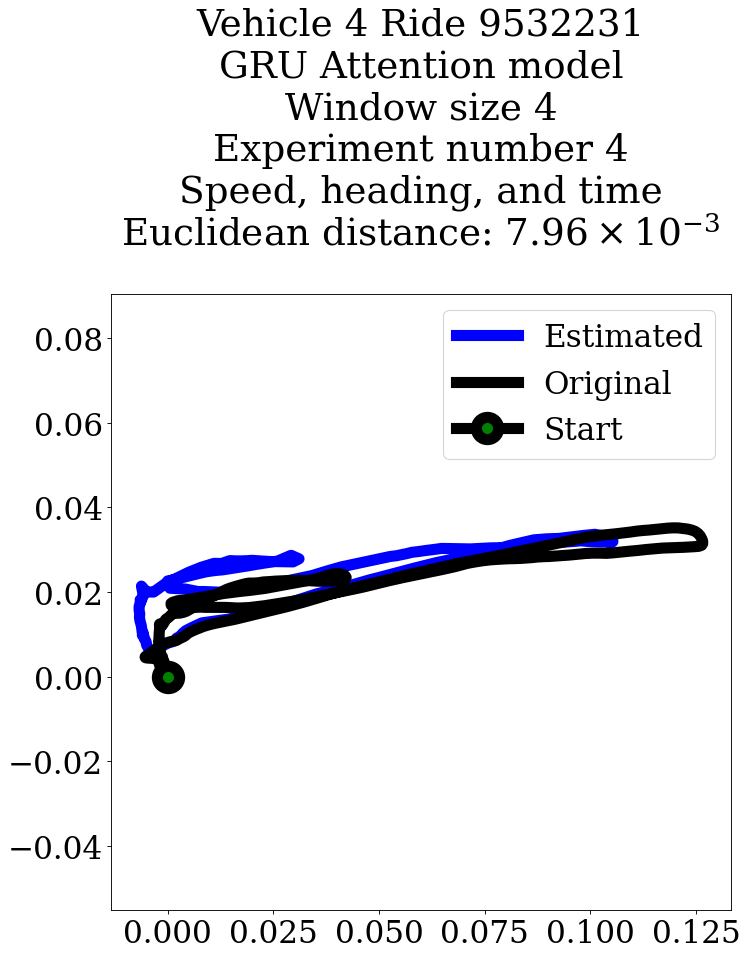 Vehicle 4 Ride 9532231
GRU Attention model
Window size 4
Experiment number 4
Speed, heading, and time
Euclidean distance: 7.96 × 10⁻³
Estimated
Original
Start
0.08
0.06
0.04
0.02
0.00
−0.02
−0.04
0.000 0.025 0.050 0.075 0.100 0.125